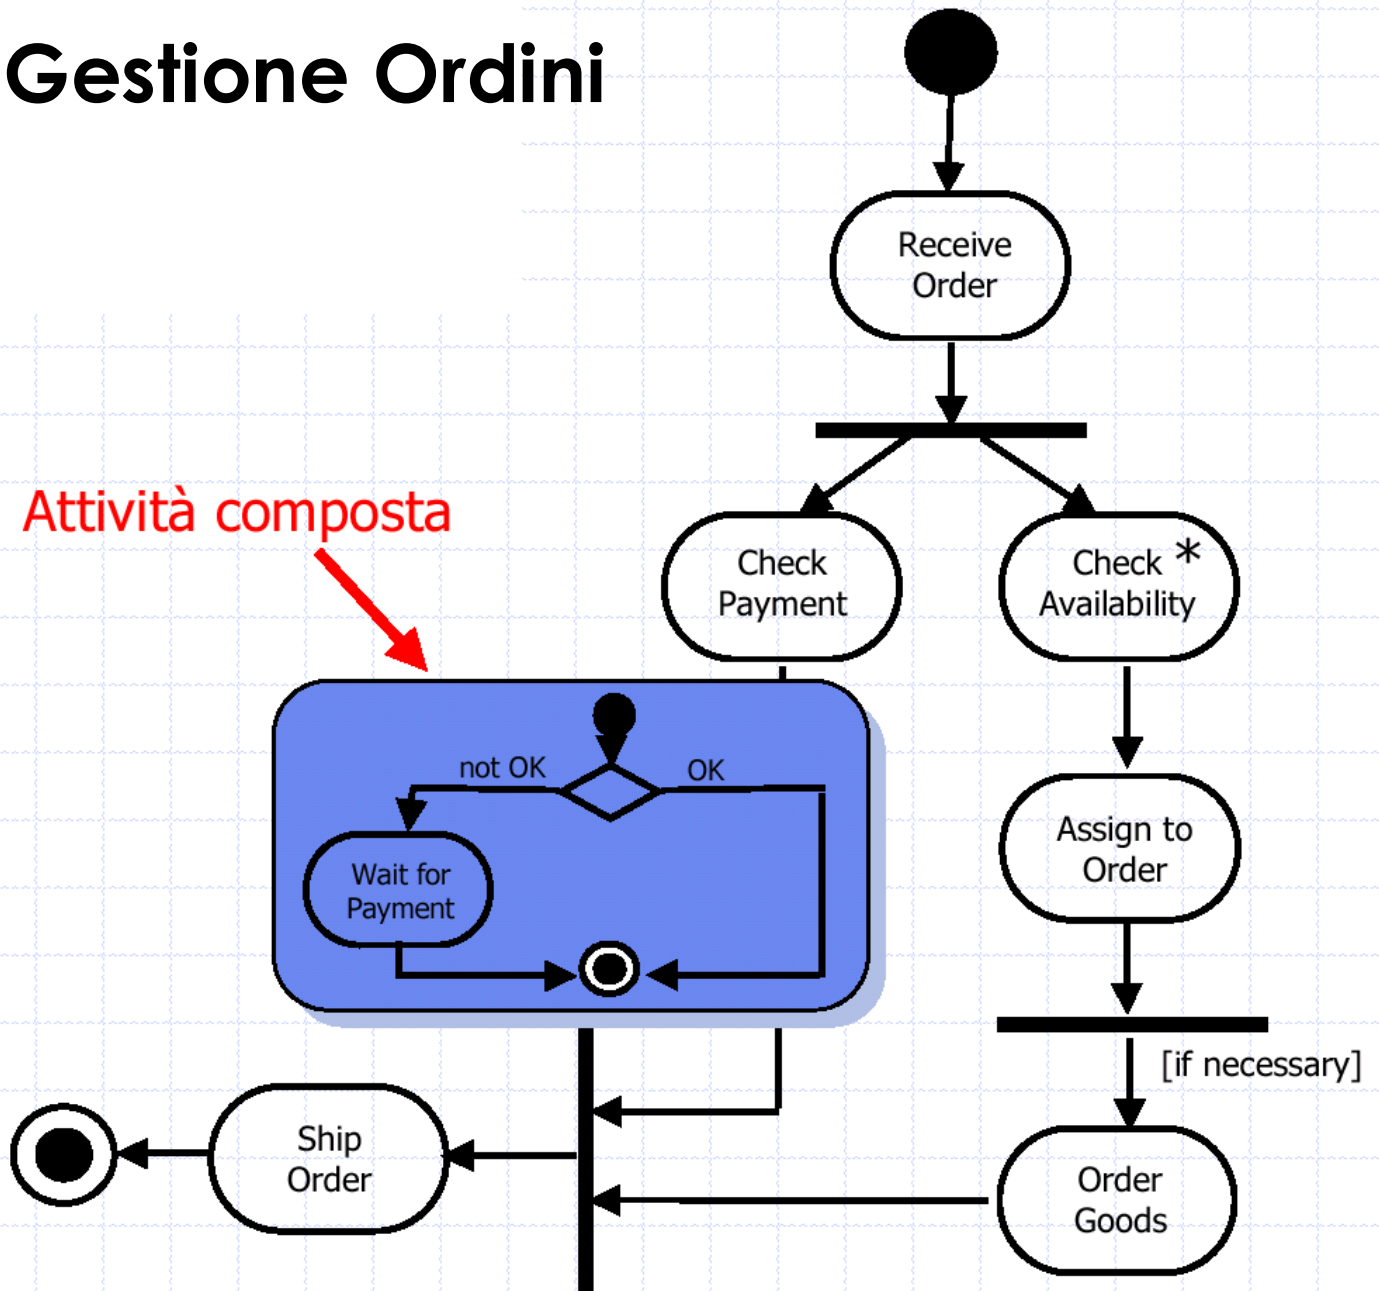 Gestione Ordini
Receive
Order
Attività composta
Check
Payment
Check *
Availability
not OK
OK
Wait for
Payment
Assign to
Order
[if necessary]
Ship
Order
Order
Goods